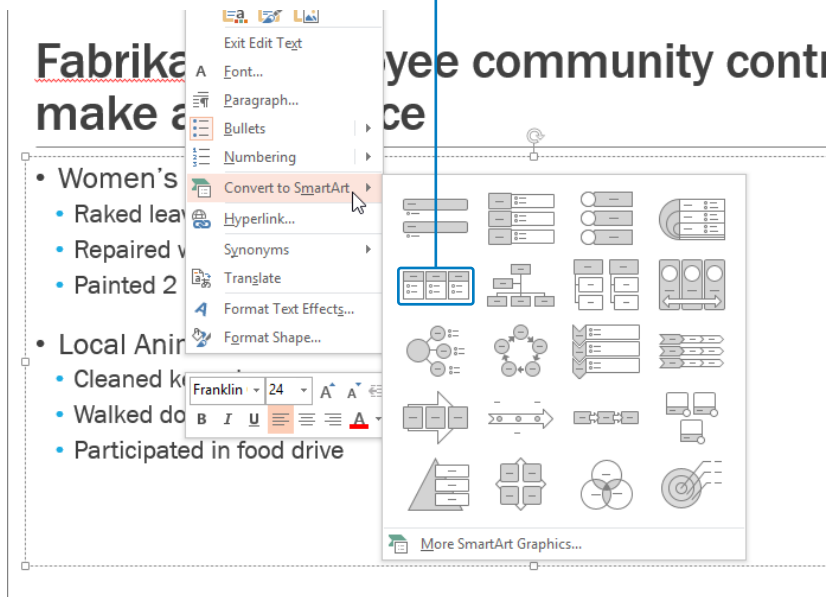 Exit Edit Text
Fabrika
yee community contr
make a
ce
Font...
Paragraph...
Bullets
Numbering
Convert to SmartArt
Hyperlink...
Synonyms
Translate
Format Text Effects...
Format Shape...
• Women's
• Raked leav
• Repaired w
• Painted 2
• Local Anim
• Cleaned ke
• Walked do
• Participated in food drive
Franklin 24 A A
B I U A
More SmartArt Graphics...